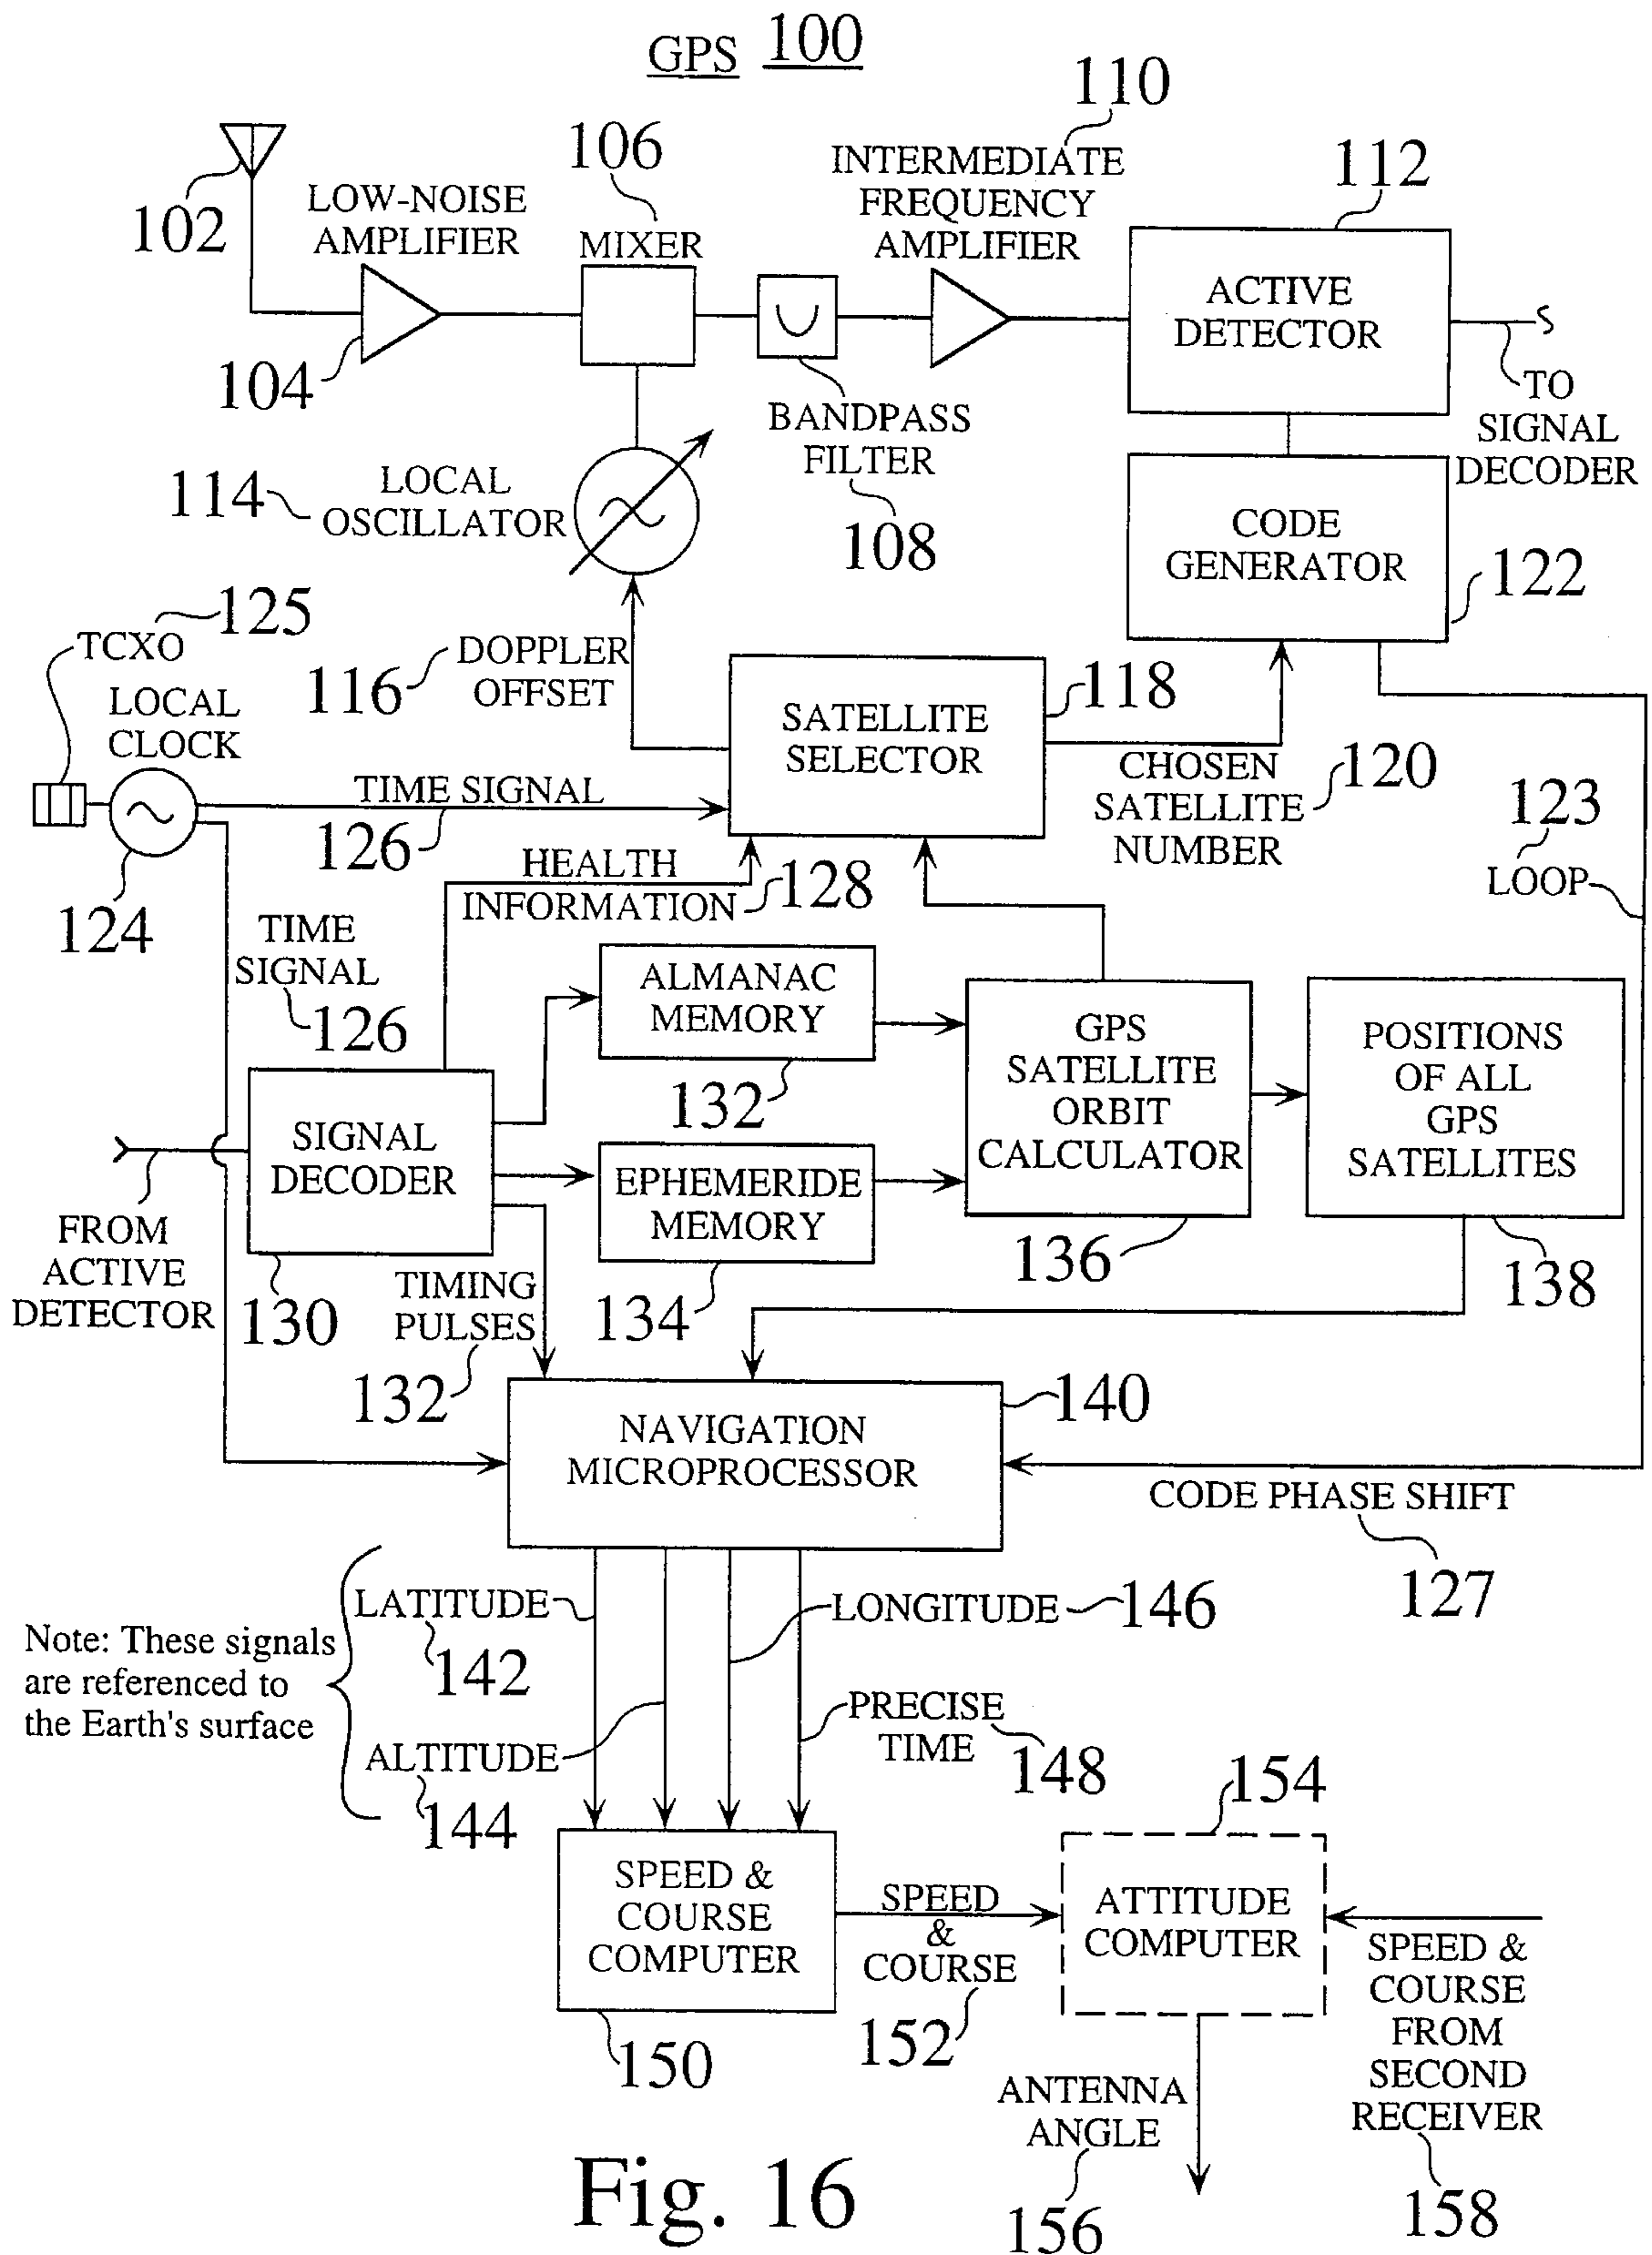 GPS 100
110
106
INTERMEDIATE
FREQUENCY
AMPLIFIER
112
LOW-NOISE
AMPLIFIER
102
MIXER
ACTIVE
DETECTOR
104
TO
SIGNAL
DECODER
BANDPASS
FILTER
108
114
LOCAL
OSCILLATOR
CODE
GENERATOR
122
125
TCXO
LOCAL
CLOCK
116
DOPPLER
OFFSET
118
SATELLITE
SELECTOR
CHOSEN
SATELLITE
NUMBER
120
TIME SIGNAL
126
123
LOOP
124
HEALTH
INFORMATION
128
TIME
SIGNAL
126
ALMANAC
MEMORY
132
GPS
SATELLITE
ORBIT
CALCULATOR
POSITIONS
OF ALL
GPS
SATELLITES
SIGNAL
DECODER
EPHEMERIDE
MEMORY
FROM
ACTIVE
DETECTOR
130
TIMING
PULSES
132
134
136
138
140
NAVIGATION
MICROPROCESSOR
CODE PHASE SHIFT
127
LATITUDE
142
LONGITUDE
146
Note: These signals
are referenced to
the Earth's surface
PRECISE
TIME
148
ALTITUDE
144
154
SPEED &
COURSE
COMPUTER
SPEED
&
COURSE
152
ATTITUDE
COMPUTER
SPEED &
COURSE
FROM
SECOND
RECEIVER
158
150
ANTENNA
ANGLE
156
Fig. 16